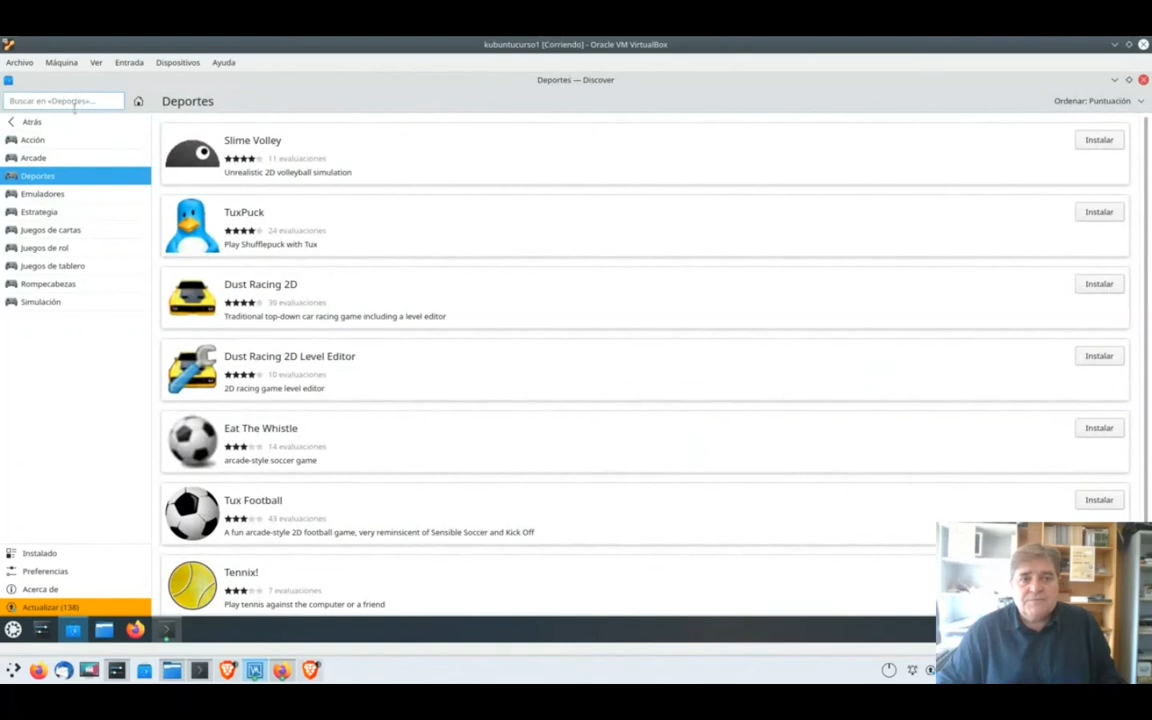 kubuntucurso1 [Corriendo] - Oracle VM VirtualBox
Archivo Máquina Ver Entrada Dispositivos Ayuda
Deportes — Discover
Buscar en «Deportes»...
Deportes
Ordenar: Puntuación
Atrás
Acción
Arcade
Deportes
Emuladores
Estrategia
Juegos de cartas
Juegos de rol
Juegos de tablero
Rompecabezas
Simulación
Slime Volley
11 evaluaciones
Unrealistic 2D volleyball simulation
Instalar
TuxPuck
24 evaluaciones
Play Shufflepuck with Tux
Instalar
Dust Racing 2D
39 evaluaciones
Traditional top-down car racing game including a level editor
Instalar
Dust Racing 2D Level Editor
10 evaluaciones
2D racing game level editor
Instalar
Eat The Whistle
14 evaluaciones
arcade-style soccer game
Instalar
Tux Football
43 evaluaciones
A fun arcade-style 2D football game, very reminiscent of Sensible Soccer and Kick Off
Instalar
Tennix!
7 evaluaciones
Play tennis against the computer or a friend
Instalado
Preferencias
Acerca de
Actualizar (138)